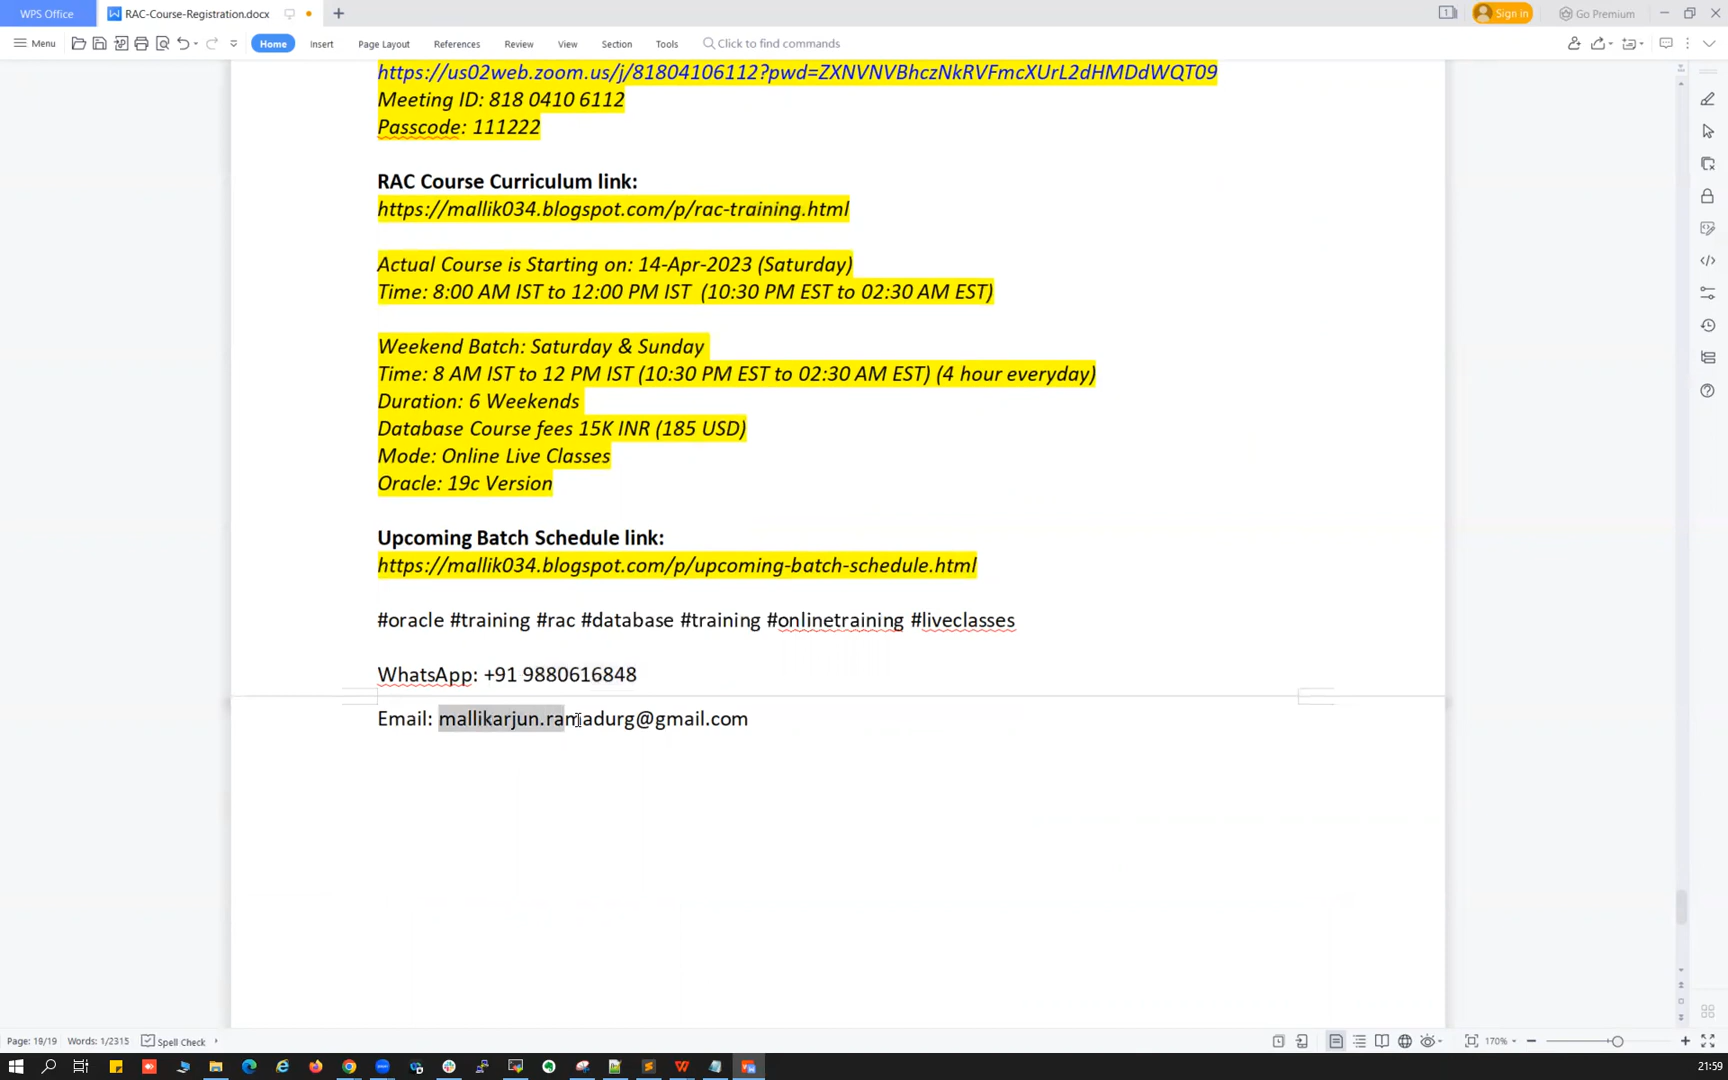 WPS Office
RAC-Course-Registration.docx
Sign in
Go Premium
Menu
Home
Insert
Page Layout
References
Review
View
Section
Tools
Click to find commands
https://us02web.zoom.us/j/81804106112?pwd=ZXNVNVBhczNkRVFmcXUrL2dHMDdWQT09
Meeting ID: 818 0410 6112
Passcode: 111222
RAC Course Curriculum link:
https://mallik034.blogspot.com/p/rac-training.html
Actual Course is Starting on: 14-Apr-2023 (Saturday)
Time: 8:00 AM IST to 12:00 PM IST  (10:30 PM EST to 02:30 AM EST)
Weekend Batch: Saturday & Sunday
Time: 8 AM IST to 12 PM IST (10:30 PM EST to 02:30 AM EST) (4 hour everyday)
Duration: 6 Weekends
Database Course fees 15K INR (185 USD)
Mode: Online Live Classes
Oracle: 19c Version
Upcoming Batch Schedule link:
https://mallik034.blogspot.com/p/upcoming-batch-schedule.html
#oracle #training #rac #database #training #onlinetraining #liveclasses
WhatsApp: +91 9880616848
Email: mallikarjun.ramadurg@gmail.com
Page: 19/19
Words: 1/2315
Spell Check
170%
21:59